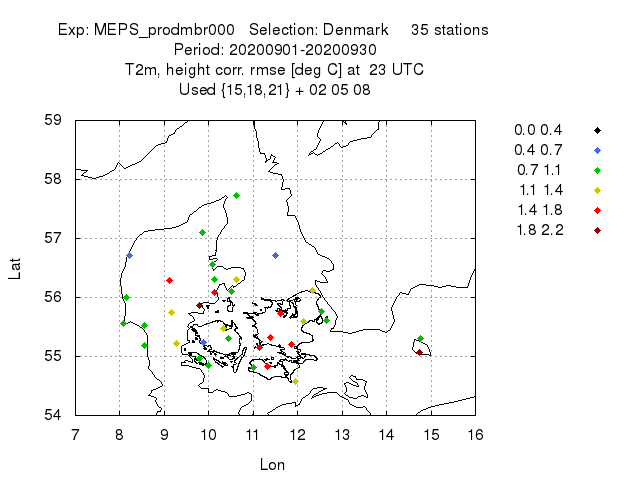 Exp: MEPS_prodmbr000 Selection: Denmark 35 stations
Period: 20200901-20200930
T2m, height corr. rmse [deg C] at 23 UTC
Used {15,18,21} + 02 05 08
59
58
57
56
55
54
Lat
7 8 9 10 11 12 13 14 15 16
Lon
0.0 0.4
0.4 0.7
0.7 1.1
1.1 1.4
1.4 1.8
1.8 2.2